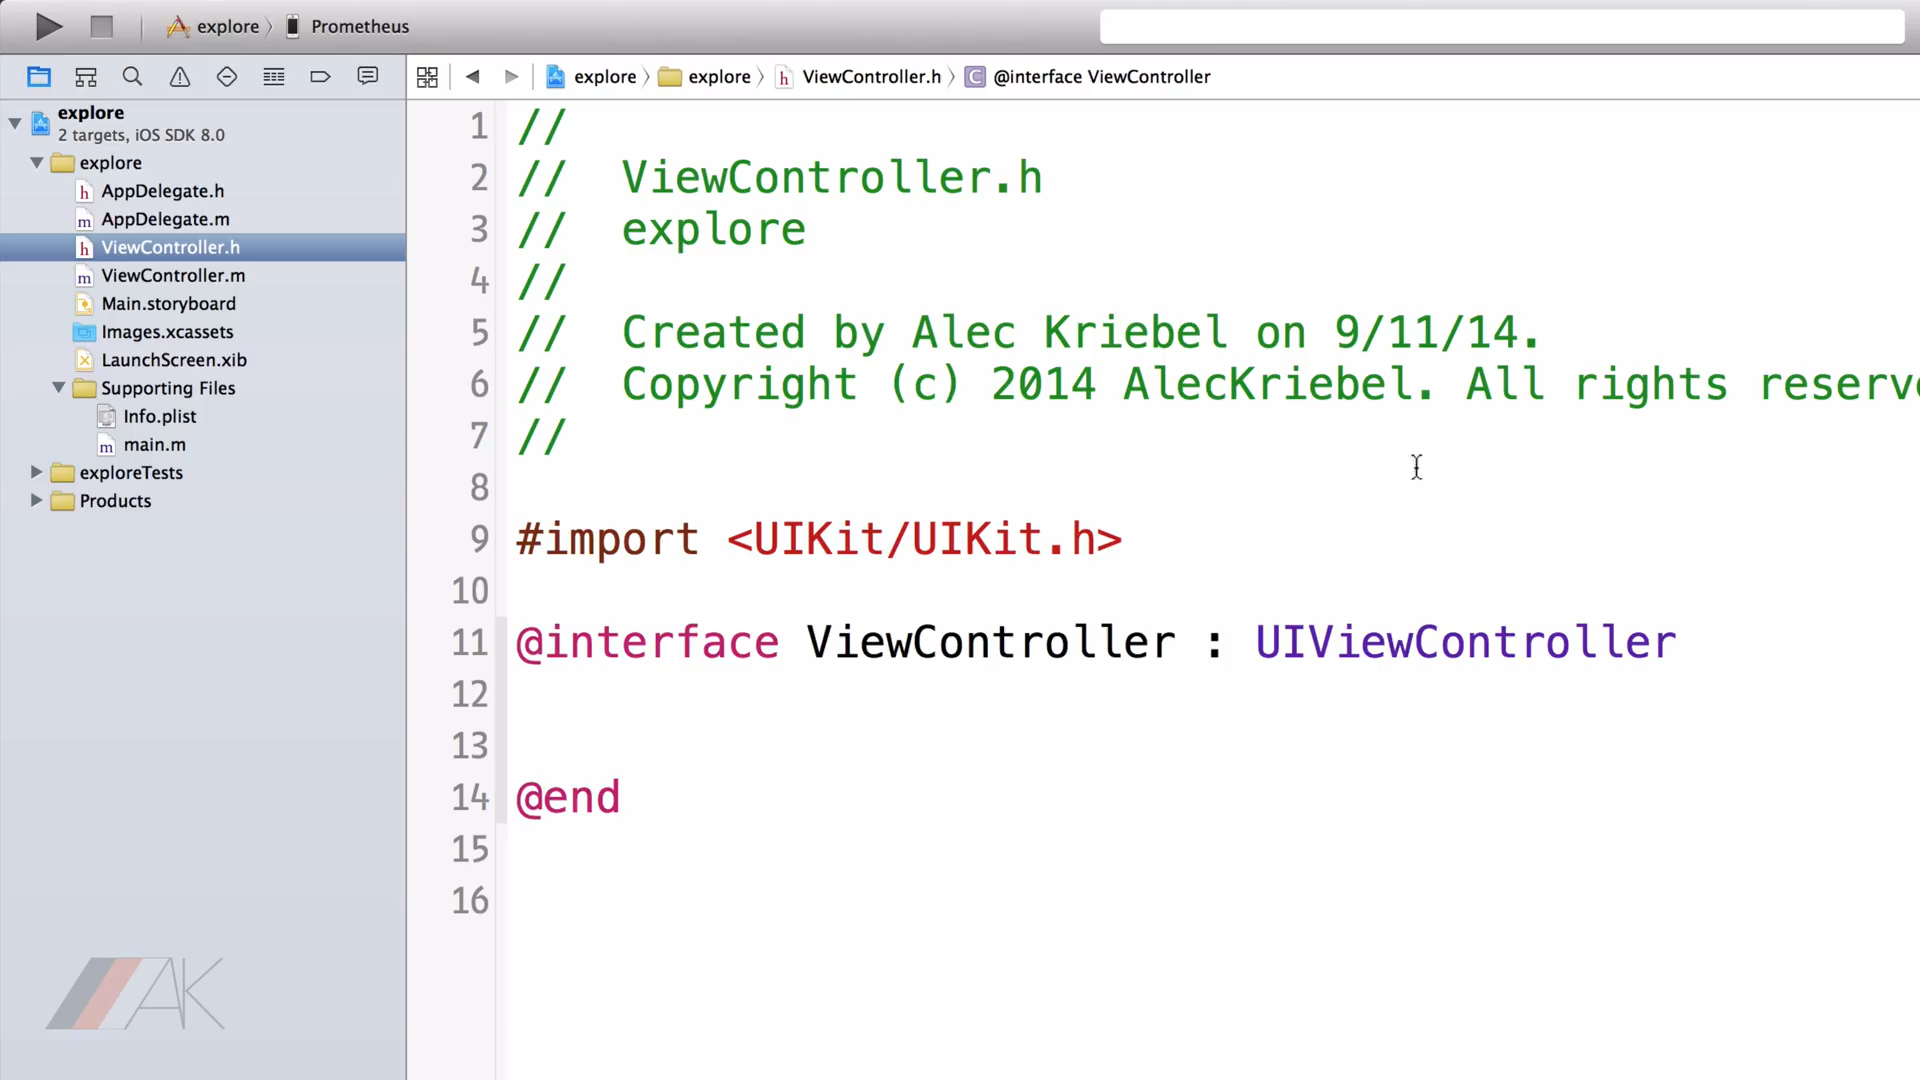 explore Prometheus
explore explore ViewController.h C @interface ViewController
explore
2 targets, iOS SDK 8.0
explore
h AppDelegate.h
m AppDelegate.m
h ViewController.h
m ViewController.m
Main.storyboard
Images.xcassets
LaunchScreen.xib
Supporting Files
Info.plist
m main.m
exploreTests
Products
AK
1 //
2 //  ViewController.h
3 //  explore
4 //
5 //  Created by Alec Kriebel on 9/11/14.
6 //  Copyright (c) 2014 AlecKriebel. All rights reserve
7 //
8
9 #import <UIKit/UIKit.h>
10
11 @interface ViewController : UIViewController
12
13
14 @end
15
16